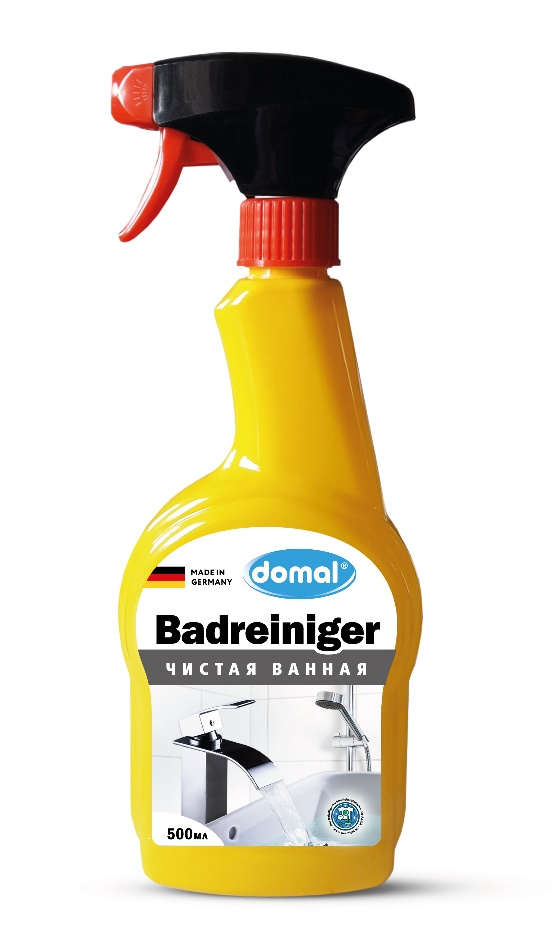 MADE IN
GERMANY
domal®
Badreiniger
ЧИСТАЯ ВАННАЯ
500мл